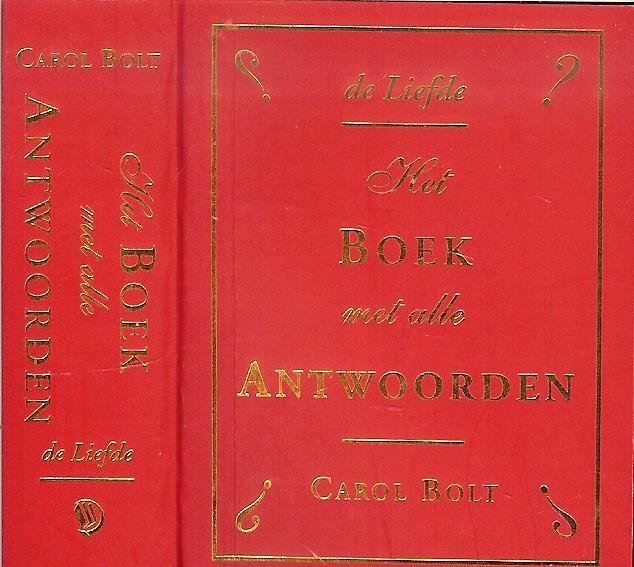 CAROL BOLT
Het BOEK
met alle
ANTWOORDEN
de Liefde
?
?
de Liefde
Het
BOEK
met alle
ANTWOORDEN
CAROL BOLT
?
?